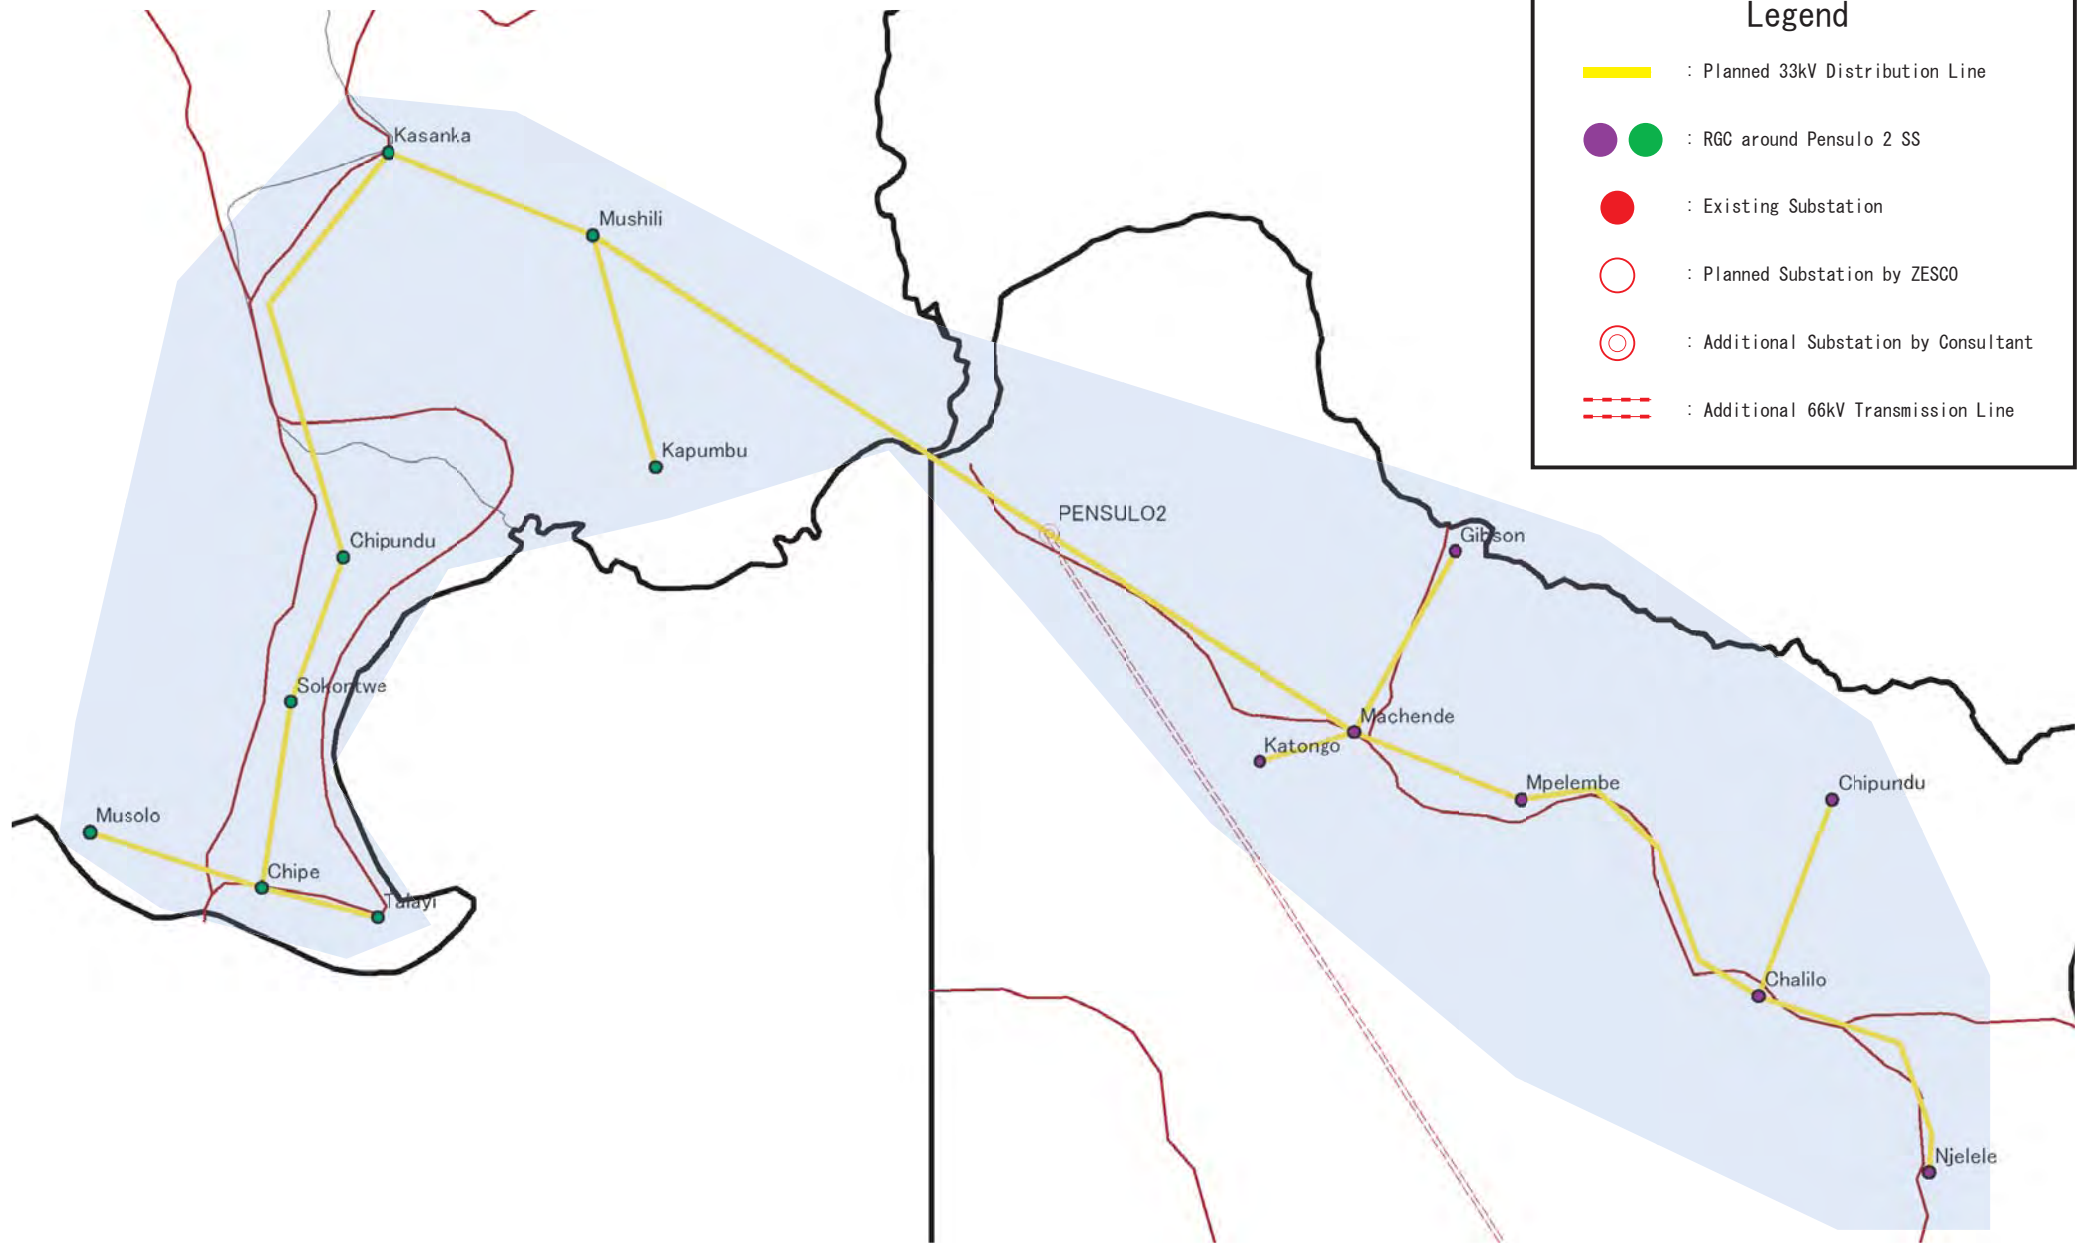 Legend
: Planned 33kV Distribution Line
: RGC around Pensulo 2 SS
: Existing Substation
: Planned Substation by ZESCO
: Additional Substation by Consultant
: Additional 66kV Transmission Line
Kasanka
Mushili
Kapumbu
PENSULO2
Gibson
Chipundu
Sokontwe
Machende
Katongo
Mpelembe
Chipundu
Musolo
Chipe
Talayi
Chalilo
Njelele